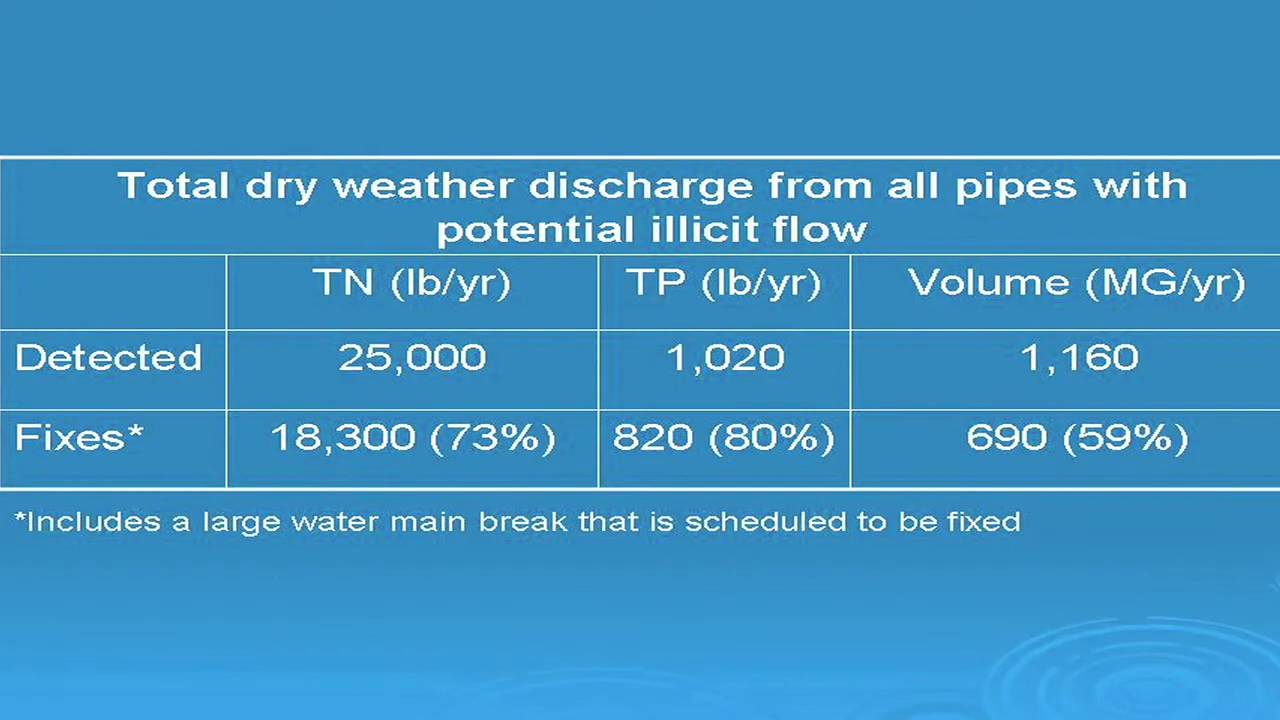 Total dry weather discharge from all pipes with
potential illicit flow
TN (lb/yr) TP (lb/yr) Volume (MG/yr)
Detected 25,000 1,020 1,160
Fixes* 18,300 (73%) 820 (80%) 690 (59%)
*Includes a large water main break that is scheduled to be fixed